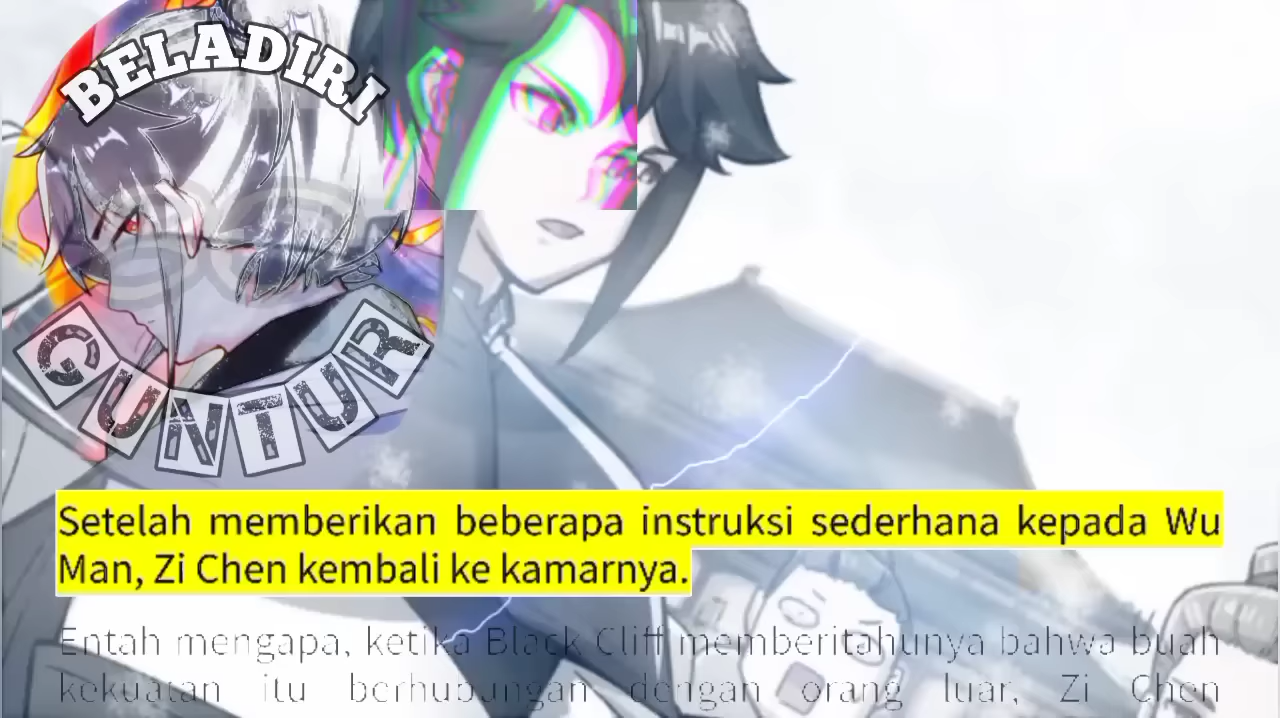 BELADIRI
GUNTUR
Setelah memberikan beberapa instruksi sederhana kepada Wu
Man, Zi Chen kembali ke kamarnya.
Entah mengapa, ketika Black Cliff memberitahunya bahwa buah
kekuatan itu berhubungan dengan orang luar, Zi Chen